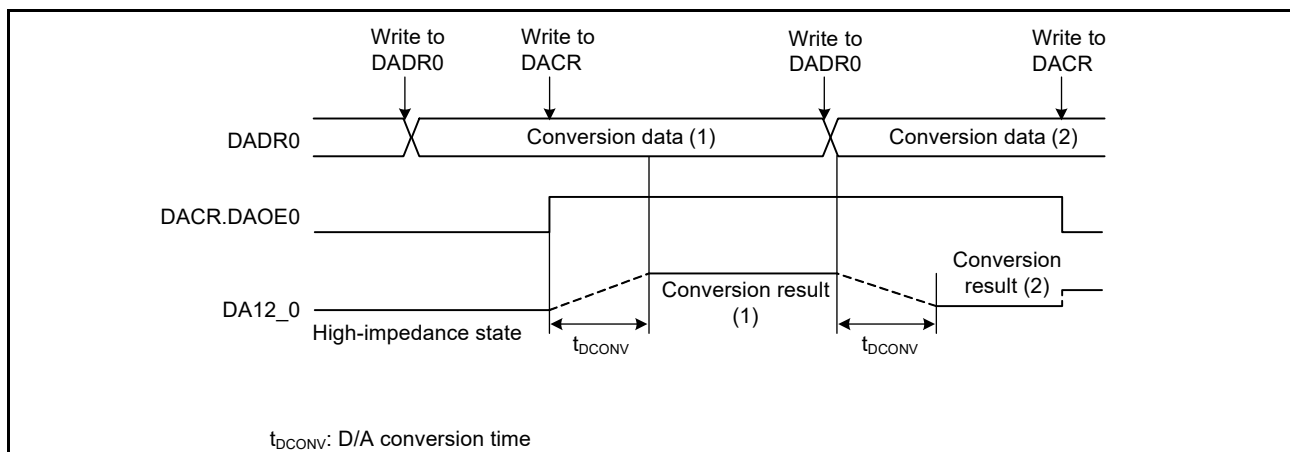 Write to
DADR0
Write to
DACR
Write to
DADR0
Write to
DACR
DADR0
Conversion data (1)
Conversion data (2)
DACR.DAOE0
DA12_0
High-impedance state
Conversion result
(1)
Conversion
result (2)
tDCONV
tDCONV
tDCONV: D/A conversion time